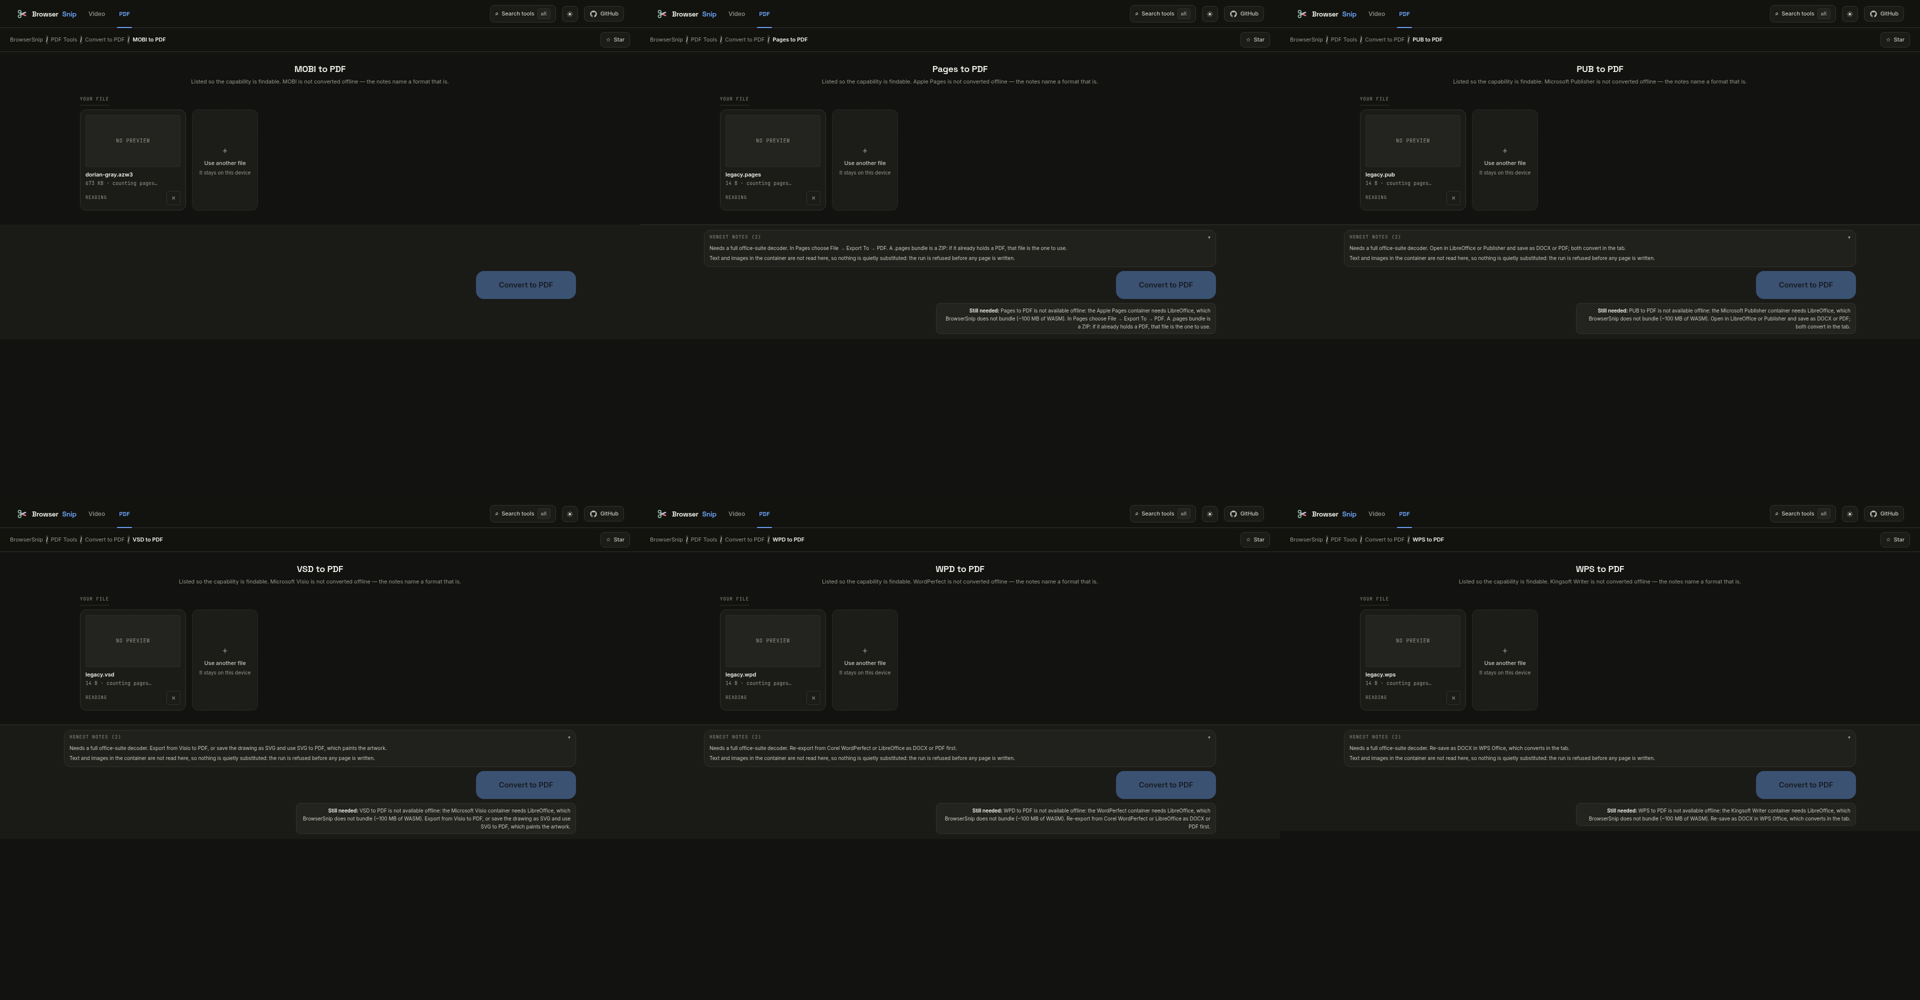 Browser Snip Video PDF Search tools all GitHub
BrowserSnip / PDF Tools / Convert to PDF / MOBI to PDF ☆ Star
MOBI to PDF
Listed so the capability is findable. MOBI is not converted offline — the notes name a format that is.
YOUR FILE
NO PREVIEW
dorian-gray.azw3
673 KB · counting pages…
READING ×
+
Use another file
It stays on this device
Convert to PDF
Browser Snip Video PDF Search tools all GitHub
BrowserSnip / PDF Tools / Convert to PDF / Pages to PDF ☆ Star
Pages to PDF
Listed so the capability is findable. Apple Pages is not converted offline — the notes name a format that is.
YOUR FILE
NO PREVIEW
legacy.pages
14 B · counting pages…
READING ×
+
Use another file
It stays on this device
HONEST NOTES (2)
Needs a full office-suite decoder. In Pages choose File → Export To → PDF. A .pages bundle is a ZIP: if it already holds a PDF, that file is the one to use.
Text and images in the container are not read here, so nothing is quietly substituted: the run is refused before any page is written.
Convert to PDF
Still needed: Pages to PDF is not available offline: the Apple Pages container needs LibreOffice, which
BrowserSnip does not bundle (~100 MB of WASM). In Pages choose File → Export To → PDF. A .pages bundle is
a ZIP: if it already holds a PDF, that file is the one to use.
Browser Snip Video PDF Search tools all GitHub
BrowserSnip / PDF Tools / Convert to PDF / PUB to PDF ☆ Star
PUB to PDF
Listed so the capability is findable. Microsoft Publisher is not converted offline — the notes name a format that is.
YOUR FILE
NO PREVIEW
legacy.pub
14 B · counting pages…
READING ×
+
Use another file
It stays on this device
HONEST NOTES (2)
Needs a full office-suite decoder. Open in LibreOffice or Publisher and save as DOCX or PDF; both convert in the tab.
Text and images in the container are not read here, so nothing is quietly substituted: the run is refused before any page is written.
Convert to PDF
Still needed: PUB to PDF is not available offline: the Microsoft Publisher container needs LibreOffice, which
BrowserSnip does not bundle (~100 MB of WASM). Open in LibreOffice or Publisher and save as DOCX or PDF;
both convert in the tab.
Browser Snip Video PDF Search tools all GitHub
BrowserSnip / PDF Tools / Convert to PDF / VSD to PDF ☆ Star
VSD to PDF
Listed so the capability is findable. Microsoft Visio is not converted offline — the notes name a format that is.
YOUR FILE
NO PREVIEW
legacy.vsd
14 B · counting pages…
READING ×
+
Use another file
It stays on this device
HONEST NOTES (2)
Needs a full office-suite decoder. Export from Visio to PDF, or save the drawing as SVG and use SVG to PDF, which paints the artwork.
Text and images in the container are not read here, so nothing is quietly substituted: the run is refused before any page is written.
Convert to PDF
Still needed: VSD to PDF is not available offline: the Microsoft Visio container needs LibreOffice, which
BrowserSnip does not bundle (~100 MB of WASM). Export from Visio to PDF, or save the drawing as SVG and use
SVG to PDF, which paints the artwork.
Browser Snip Video PDF Search tools all GitHub
BrowserSnip / PDF Tools / Convert to PDF / WPD to PDF ☆ Star
WPD to PDF
Listed so the capability is findable. WordPerfect is not converted offline — the notes name a format that is.
YOUR FILE
NO PREVIEW
legacy.wpd
14 B · counting pages…
READING ×
+
Use another file
It stays on this device
HONEST NOTES (2)
Needs a full office-suite decoder. Re-export from Corel WordPerfect or LibreOffice as DOCX or PDF first.
Text and images in the container are not read here, so nothing is quietly substituted: the run is refused before any page is written.
Convert to PDF
Still needed: WPD to PDF is not available offline: the WordPerfect container needs LibreOffice, which
BrowserSnip does not bundle (~100 MB of WASM). Re-export from Corel WordPerfect or LibreOffice as DOCX or
PDF first.
Browser Snip Video PDF Search tools all GitHub
BrowserSnip / PDF Tools / Convert to PDF / WPS to PDF ☆ Star
WPS to PDF
Listed so the capability is findable. Kingsoft Writer is not converted offline — the notes name a format that is.
YOUR FILE
NO PREVIEW
legacy.wps
14 B · counting pages…
READING ×
+
Use another file
It stays on this device
HONEST NOTES (2)
Needs a full office-suite decoder. Re-save as DOCX in WPS Office, which converts in the tab.
Text and images in the container are not read here, so nothing is quietly substituted: the run is refused before any page is written.
Convert to PDF
Still needed: WPS to PDF is not available offline: the Kingsoft Writer container needs LibreOffice, which
BrowserSnip does not bundle (~100 MB of WASM). Re-save as DOCX in WPS Office, which converts in the tab.